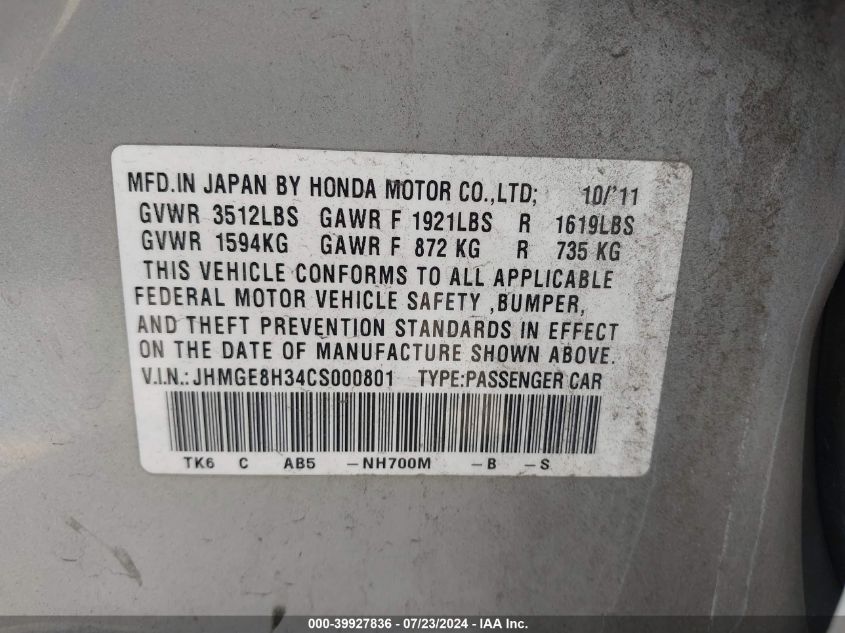 MFD.IN JAPAN BY HONDA MOTOR CO.,LTD; 10/'11
GVWR 3512LBS GAWR F 1921LBS R 1619LBS
GVWR 1594KG GAWR F 872 KG R 735 KG
THIS VEHICLE CONFORMS TO ALL APPLICABLE
FEDERAL MOTOR VEHICLE SAFETY ,BUMPER,
AND THEFT PREVENTION STANDARDS IN EFFECT
ON THE DATE OF MANUFACTURE SHOWN ABOVE.
V.I.N.:JHMGE8H34CS000801 TYPE:PASSENGER CAR
TK6 C AB5 -NH700M -B -S
000-39927836 - 07/23/2024 - IAA Inc.